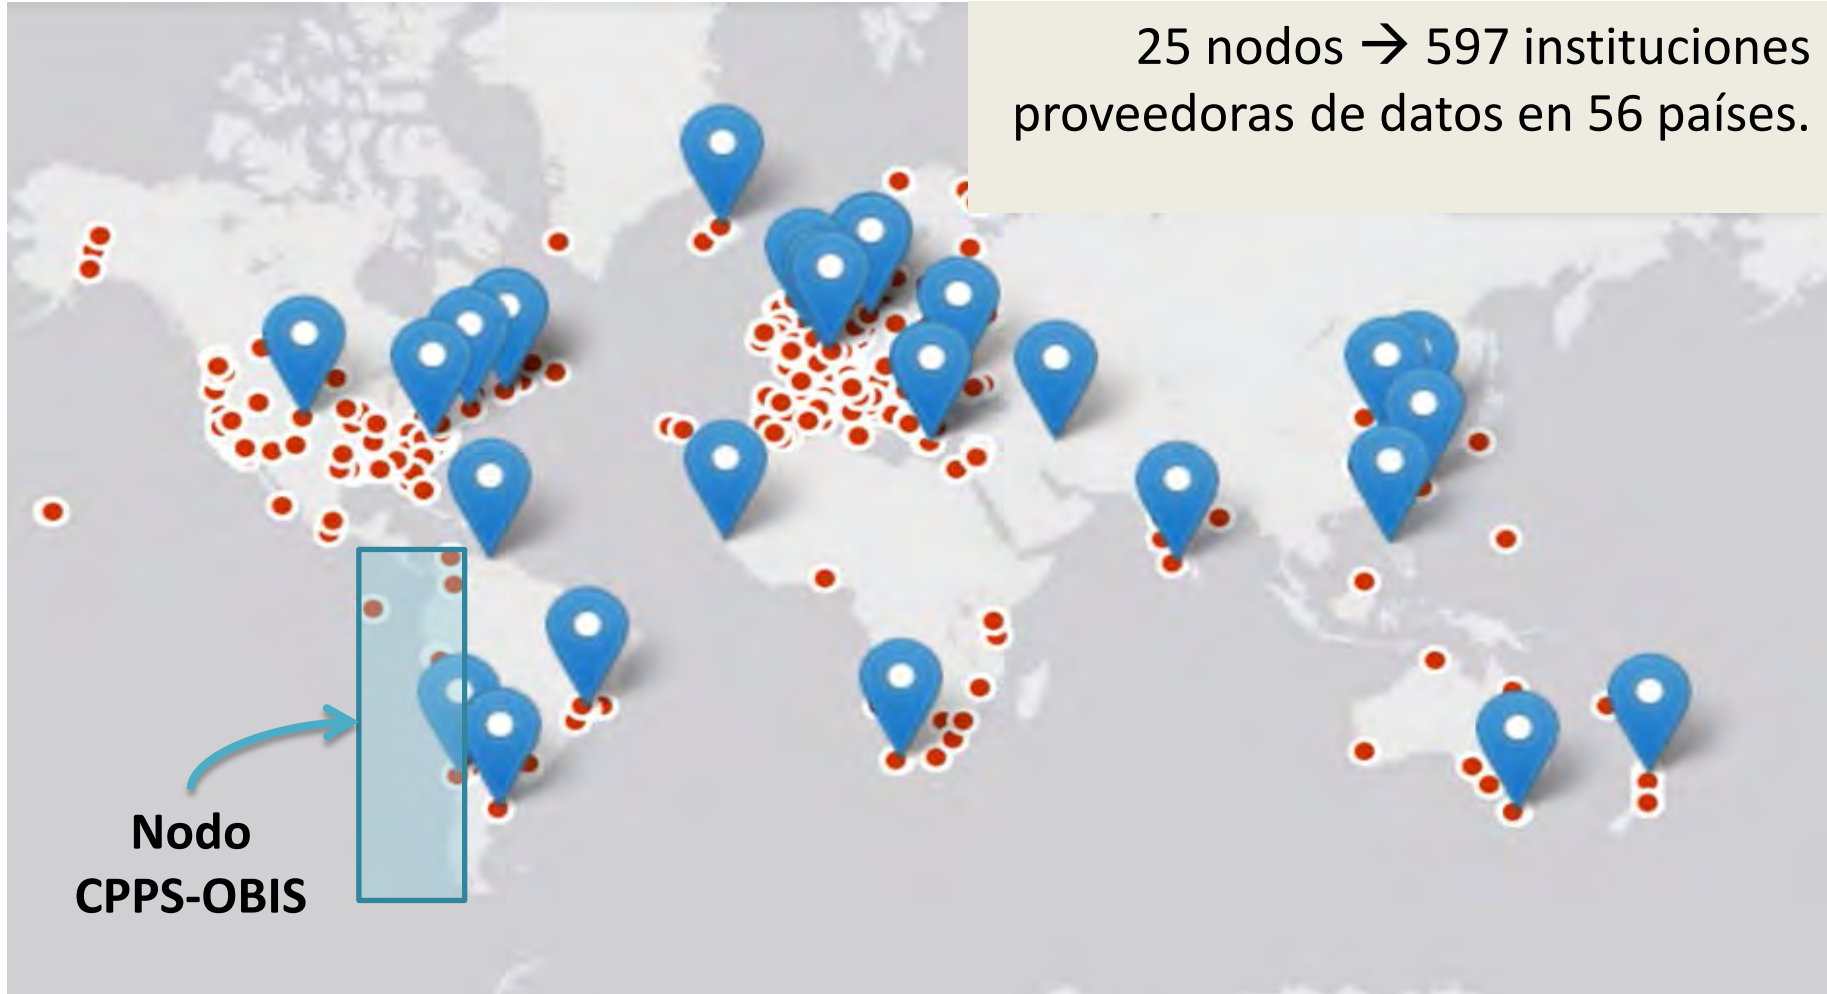 25 nodos → 597 instituciones
proveedoras de datos en 56 países.
Nodo
CPPS-OBIS